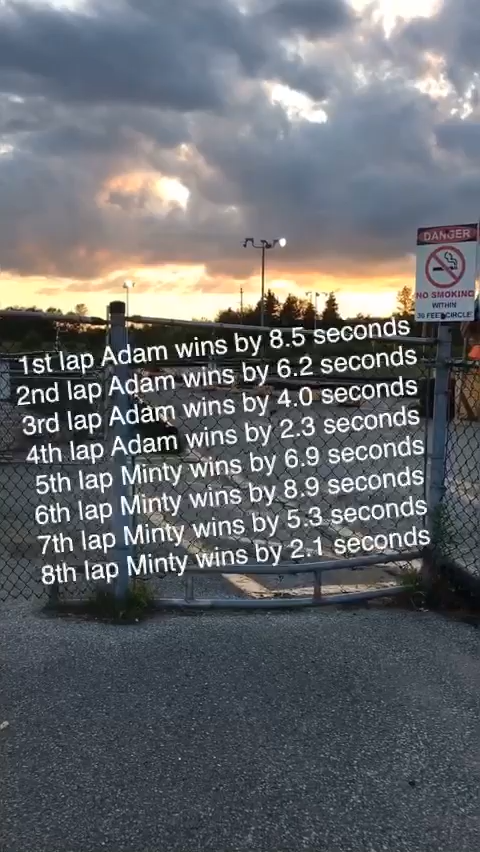 DANGER
NO SMOKING
WITHIN
30 FEET CIRCLE
1st lap Adam wins by 8.5 seconds
2nd lap Adam wins by 6.2 seconds
3rd lap Adam wins by 4.0 seconds
4th lap Adam wins by 2.3 seconds
5th lap Minty wins by 6.9 seconds
6th lap Minty wins by 8.9 seconds
7th lap Minty wins by 5.3 seconds
8th lap Minty wins by 2.1 seconds